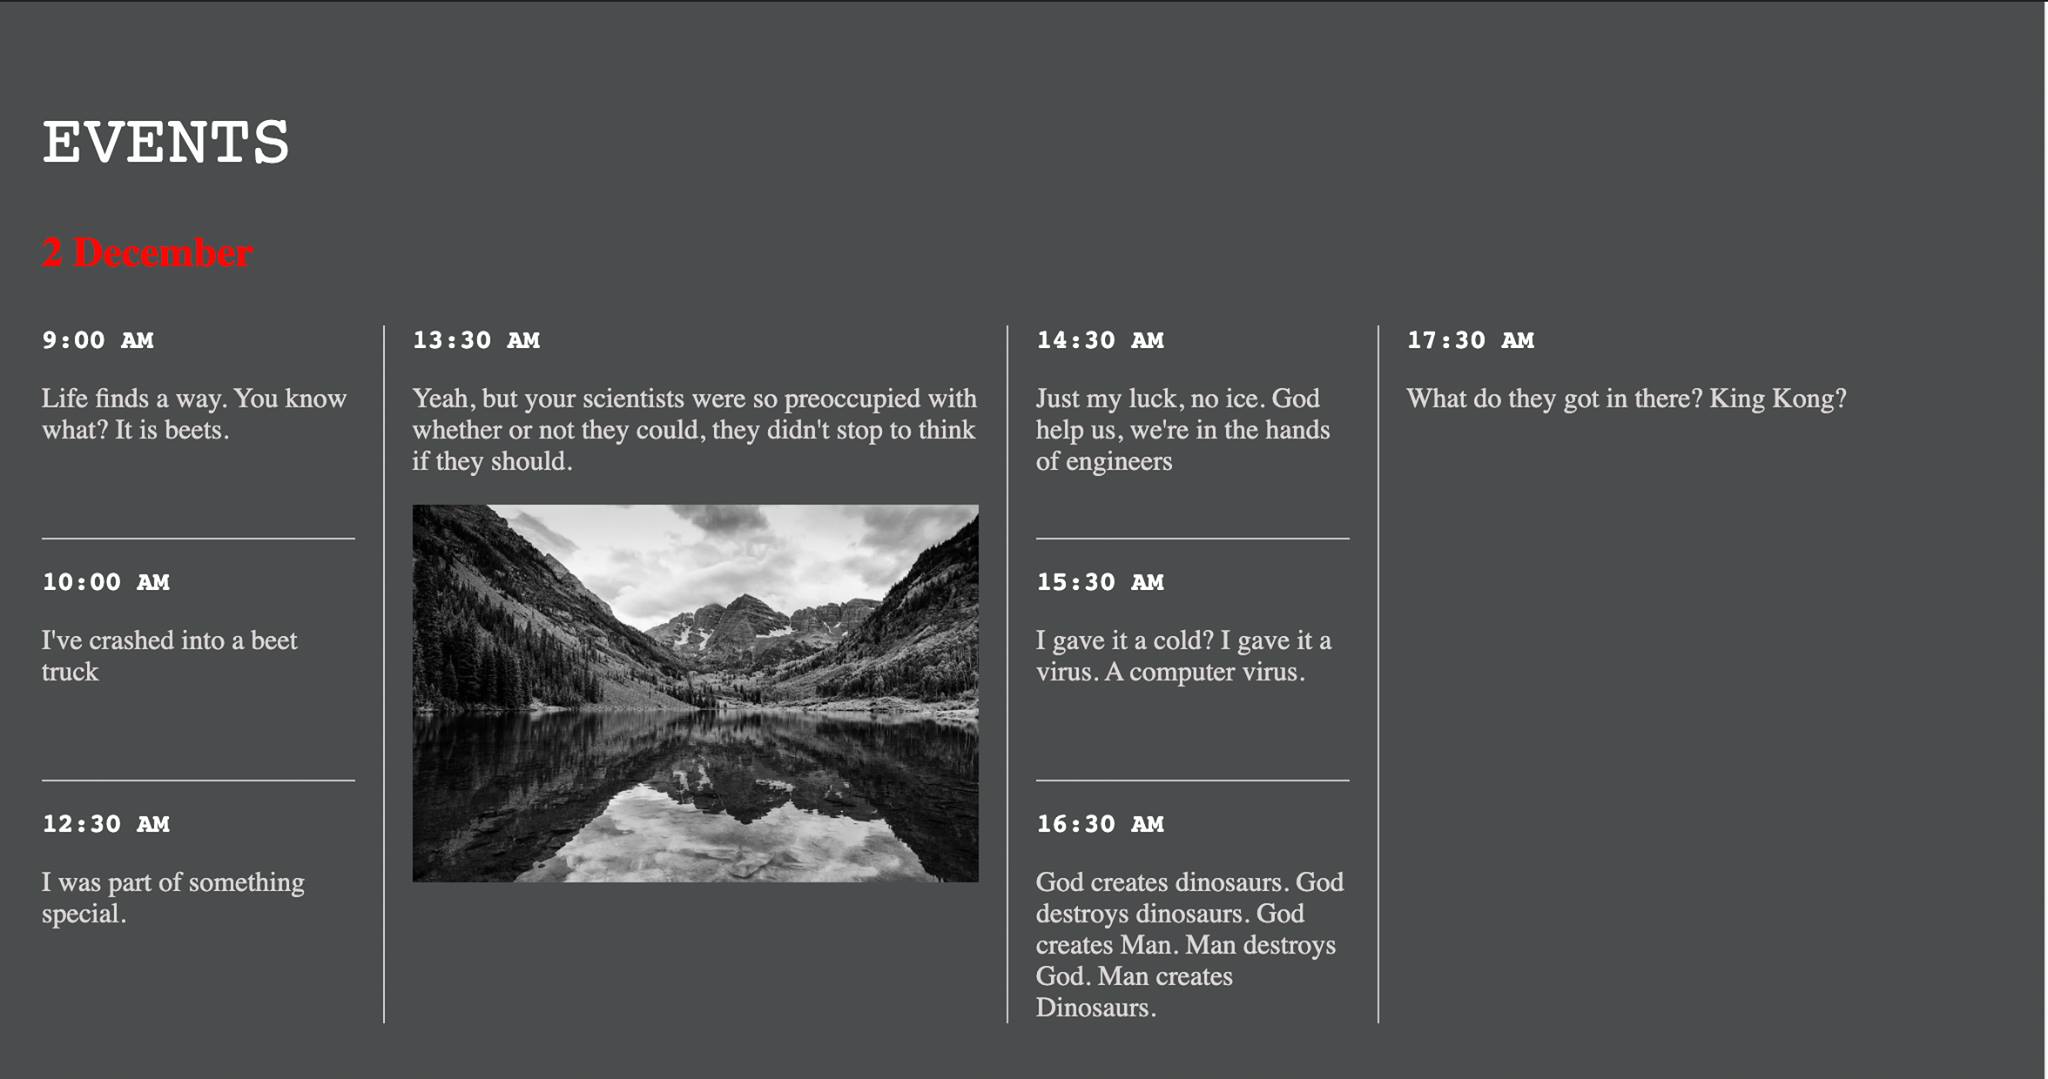 EVENTS
2 December
9:00 AM
Life finds a way. You know
what? It is beets.
10:00 AM
I've crashed into a beet
truck
12:30 AM
I was part of something
special.
13:30 AM
Yeah, but your scientists were so preoccupied with
whether or not they could, they didn't stop to think
if they should.
14:30 AM
Just my luck, no ice. God
help us, we're in the hands
of engineers
15:30 AM
I gave it a cold? I gave it a
virus. A computer virus.
16:30 AM
God creates dinosaurs. God
destroys dinosaurs. God
creates Man. Man destroys
God. Man creates
Dinosaurs.
17:30 AM
What do they got in there? King Kong?